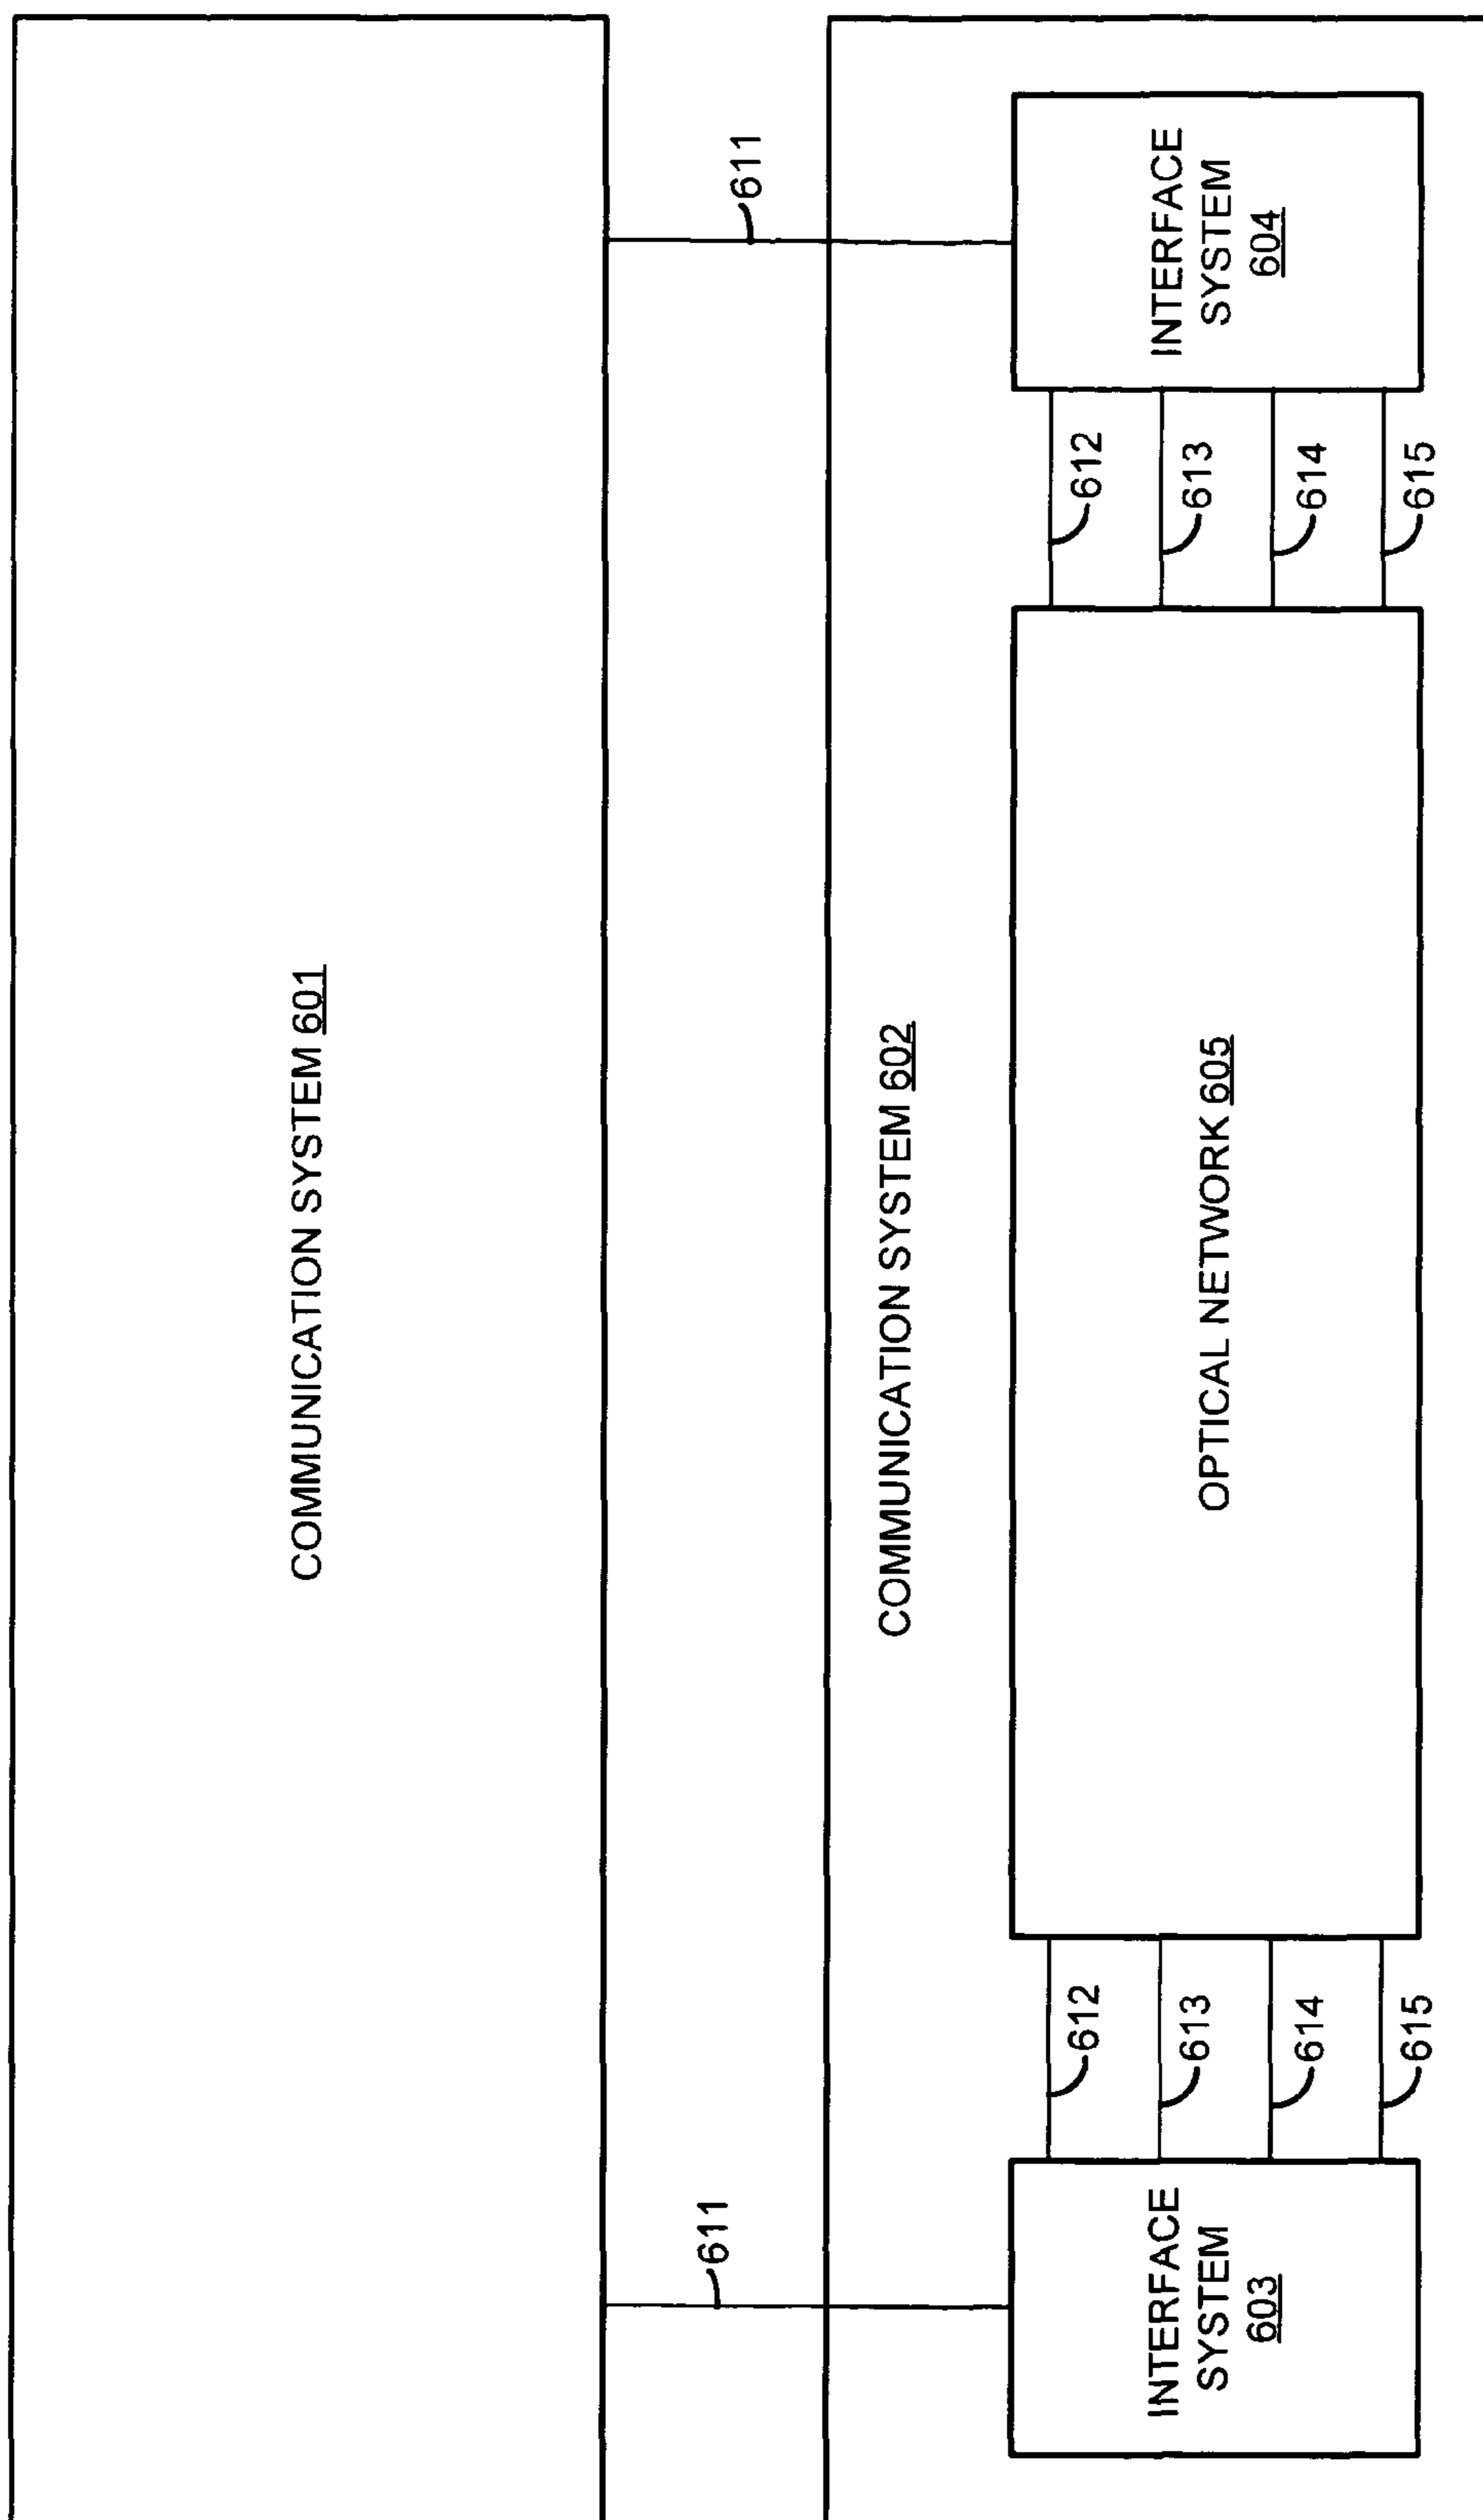 COMMUNICATION SYSTEM 601
611
611
COMMUNICATION SYSTEM 602
INTERFACE
SYSTEM
603
612
613
614
615
OPTICAL NETWORK 605
612
613
614
615
INTERFACE
SYSTEM
604